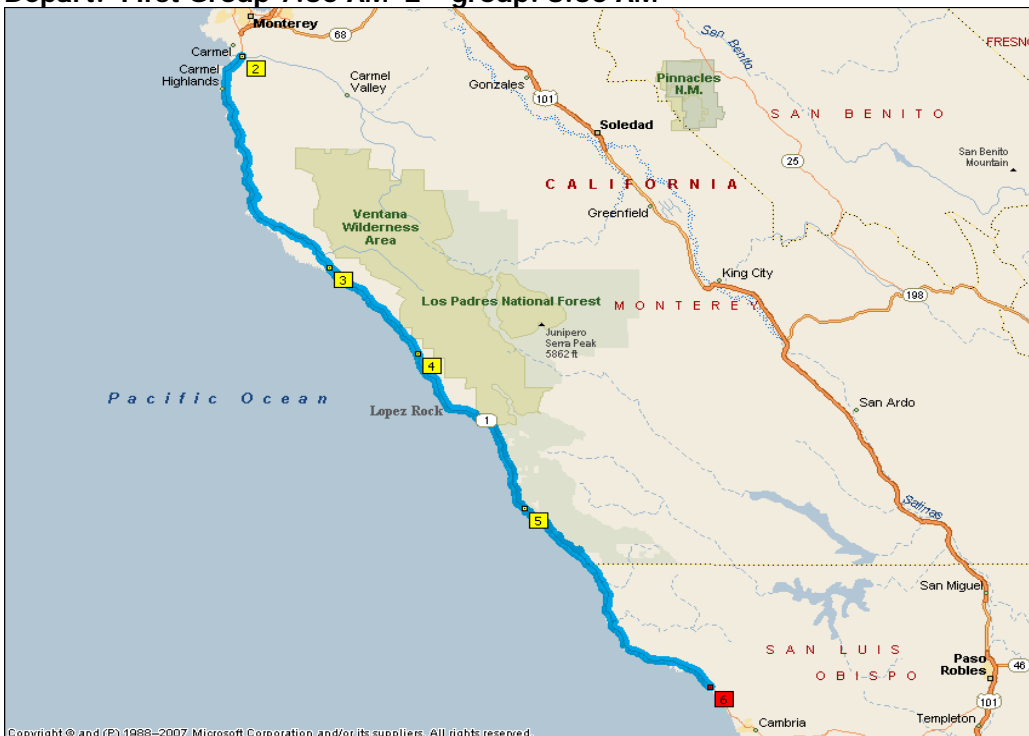 Monterey
68
Carmel
2
Carmel
Highlands
Carmel
Valley
Gonzales
101
San Benito
FRESNO
Pinnacles
N.M.
SAN BENITO
Soledad
25
San Benito
Mountain
CALIFORNIA
Greenfield
Ventana
Wilderness
Area
3
King City
198
Los Padres National Forest
MONTEREY
Junipero
Serra Peak
5862 ft
4
Pacific Ocean
Lopez Rock
1
San Ardo
5
Salinas
San Miguel
SAN LUIS
OBISPO
Paso
Robles
46
6
101
Cambria
Templeton
Copyright © and (P) 1988–2007 Microsoft Corporation and/or its suppliers. All rights reserved.